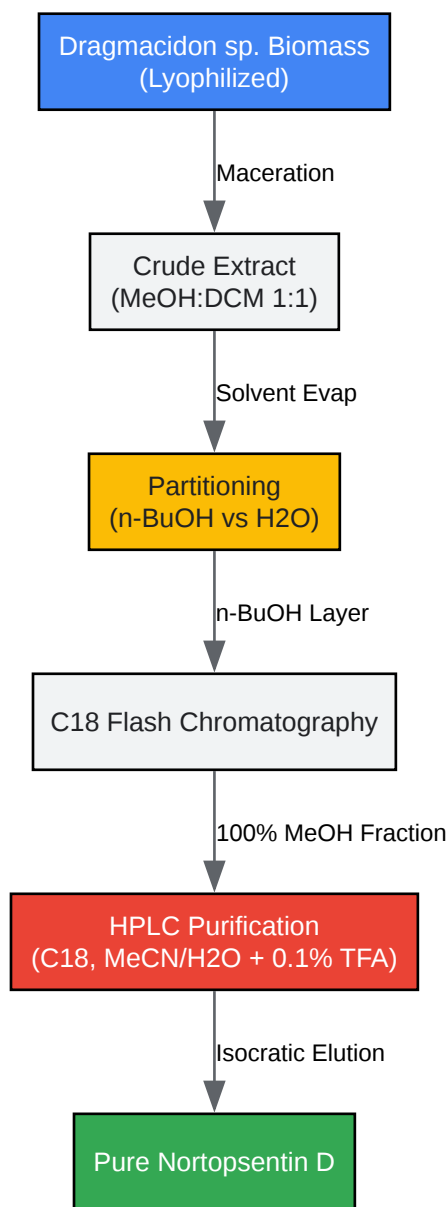 Dragmacidon sp. Biomass
(Lyophilized)
Maceration
Crude Extract
(MeOH:DCM 1:1)
Solvent Evap
Partitioning
(n-BuOH vs H2O)
n-BuOH Layer
C18 Flash Chromatography
100% MeOH Fraction
HPLC Purification
(C18, MeCN/H2O + 0.1% TFA)
Isocratic Elution
Pure Nortopsentin D